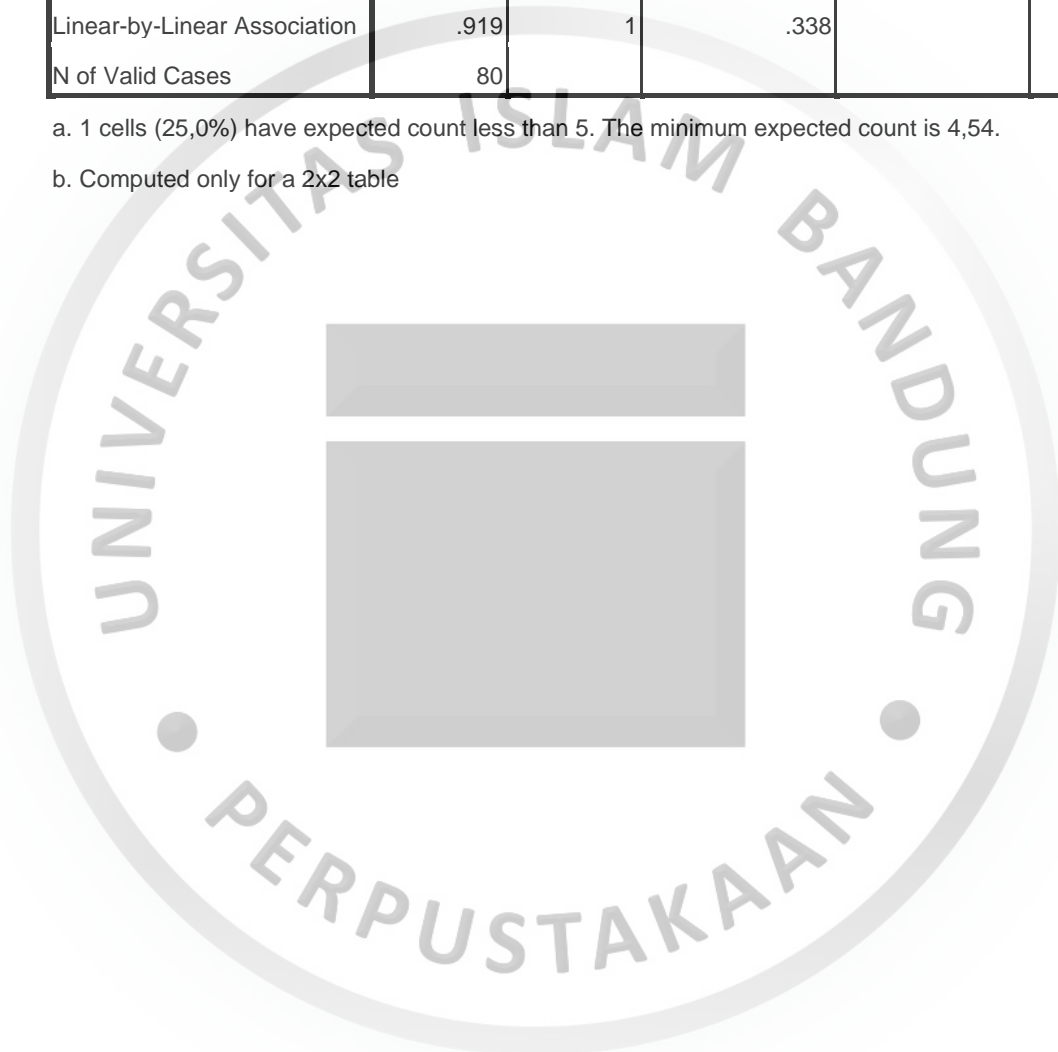 Linear-by-Linear Association .919 1 .338
N of Valid Cases 80
a. 1 cells (25,0%) have expected count less than 5. The minimum expected count is 4,54.
b. Computed only for a 2x2 table
UNIVERSITAS ISLAM BANDUNG
PERPUSTAKAAN